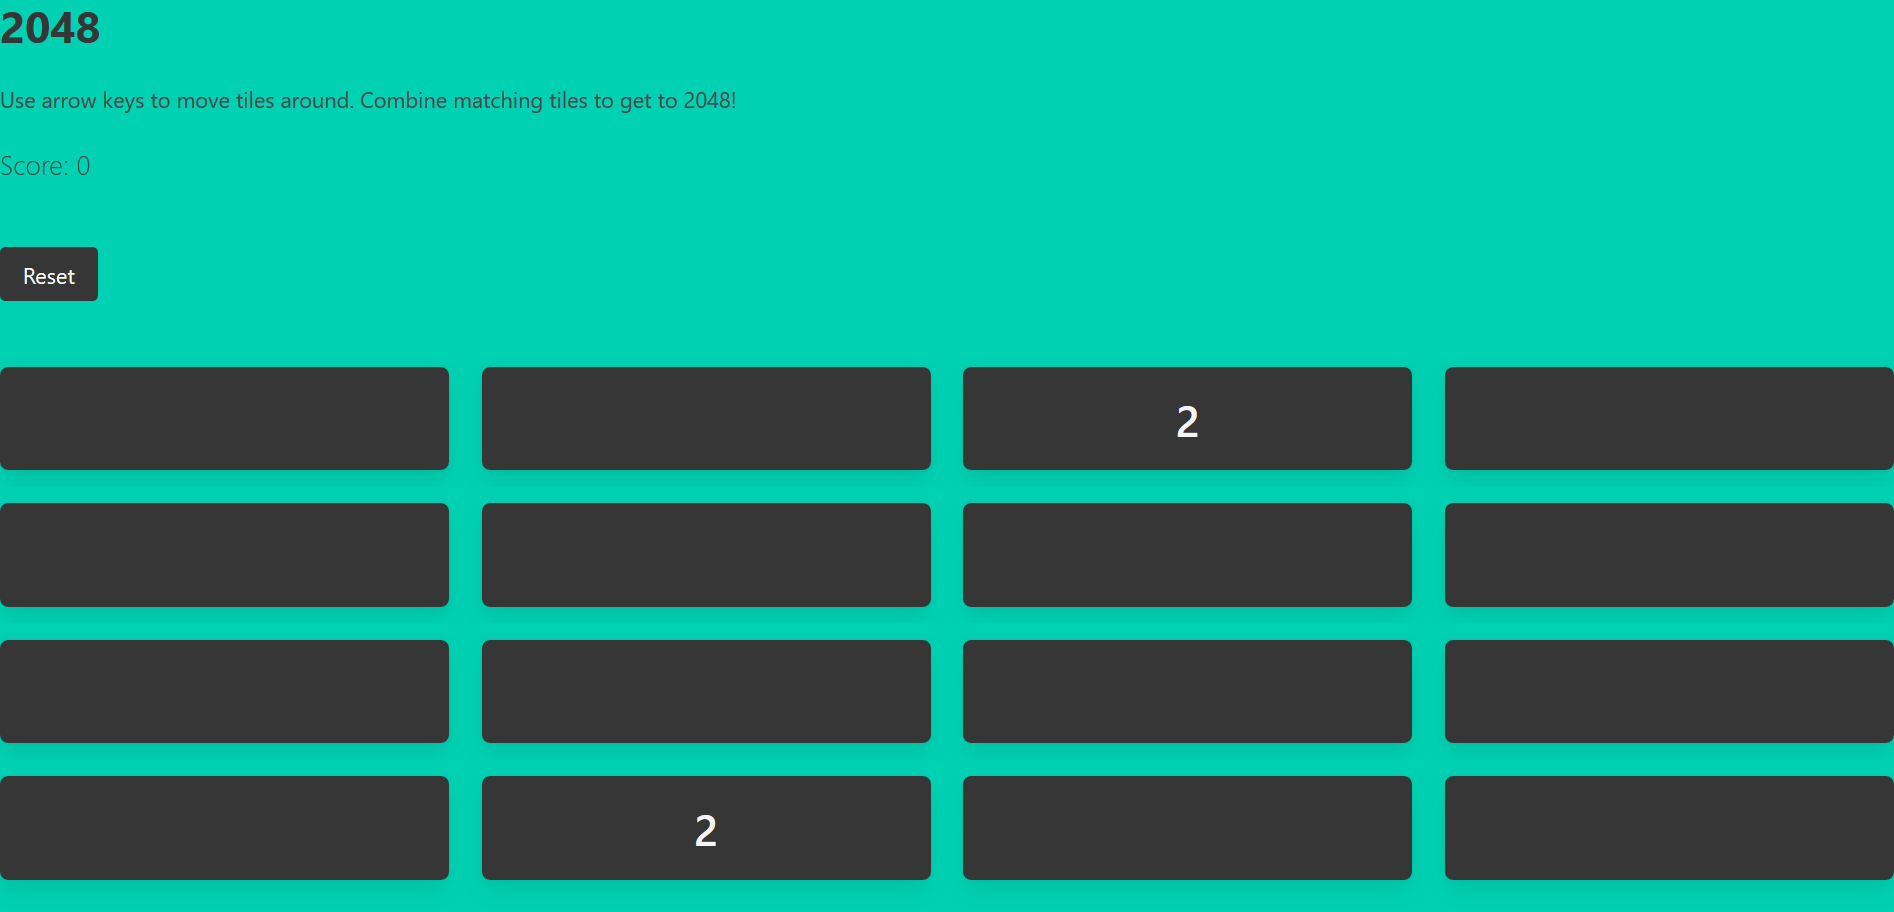 2048
Use arrow keys to move tiles around. Combine matching tiles to get to 2048!
Score: 0
Reset
2
2